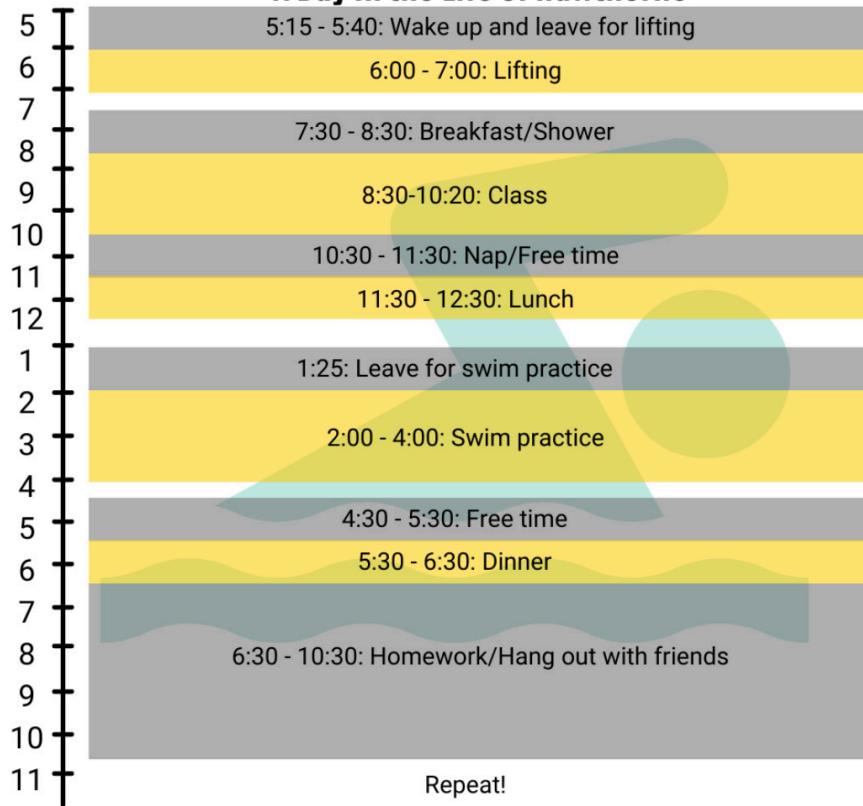 5
5:15 - 5:40: Wake up and leave for lifting
6
6:00 - 7:00: Lifting
7
7:30 - 8:30: Breakfast/Shower
8
9
8:30-10:20: Class
10
10:30 - 11:30: Nap/Free time
11
11:30 - 12:30: Lunch
12
1
1:25: Leave for swim practice
2
3
2:00 - 4:00: Swim practice
4
4:30 - 5:30: Free time
5
5:30 - 6:30: Dinner
6
7
8
6:30 - 10:30: Homework/Hang out with friends
9
10
11
Repeat!